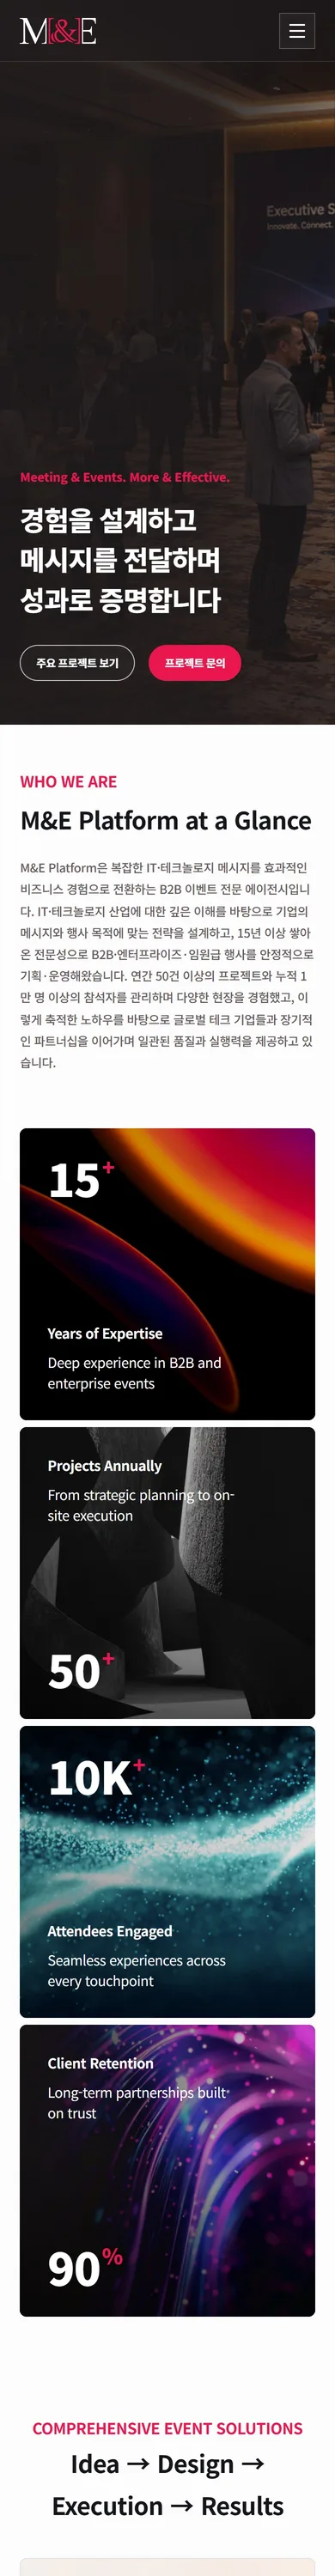 M&E
Executive S
Innovate. Connect.
Meeting & Events. More & Effective.
경험을 설계하고
메시지를 전달하며
성과로 증명합니다
주요 프로젝트 보기
프로젝트 문의
WHO WE ARE
M&E Platform at a Glance
M&E Platform은 복잡한 IT·테크놀로지 메시지를 효과적인
비즈니스 경험으로 전환하는 B2B 이벤트 전문 에이전시입니
다. IT·테크놀로지 산업에 대한 깊은 이해를 바탕으로 기업의
메시지와 행사 목적에 맞는 전략을 설계하고, 15년 이상 쌓아
온 전문성으로 B2B·엔터프라이즈·임원급 행사를 안정적으로
기획·운영해왔습니다. 연간 50건 이상의 프로젝트와 누적 1
만 명 이상의 참석자를 관리하며 다양한 현장을 경험했고, 이
렇게 축적한 노하우를 바탕으로 글로벌 테크 기업들과 장기적
인 파트너십을 이어가며 일관된 품질과 실행력을 제공하고 있
습니다.
15+
Years of Expertise
Deep experience in B2B and
enterprise events
Projects Annually
From strategic planning to on-
site execution
50+
10K+
Attendees Engaged
Seamless experiences across
every touchpoint
Client Retention
Long-term partnerships built
on trust
90%
COMPREHENSIVE EVENT SOLUTIONS
Idea → Design →
Execution → Results